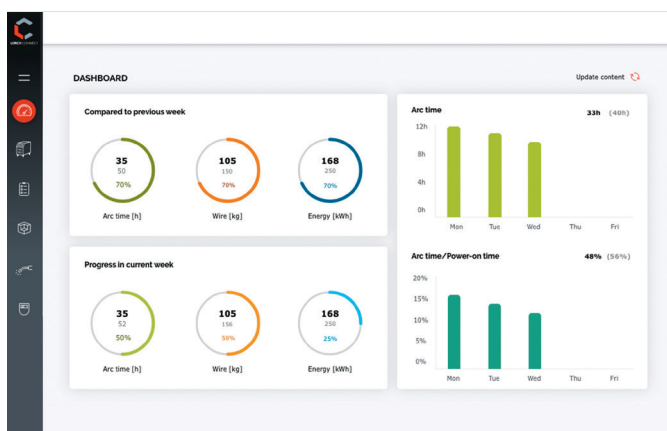 LORCHCONNECT
DASHBOARD
Update content
Compared to previous week
35
50
70%
Arc time [h]
105
150
70%
Wire [kg]
168
250
70%
Energy [kWh]
Progress in current week
35
52
50%
Arc time [h]
105
156
50%
Wire [kg]
168
250
25%
Energy [kWh]
Arc time
33h (40h)
12h
8h
4h
0h
Mon Tue Wed Thu Fri
Arc time/Power-on time
48% (56%)
20%
15%
10%
5%
0%
Mon Tue Wed Thu Fri